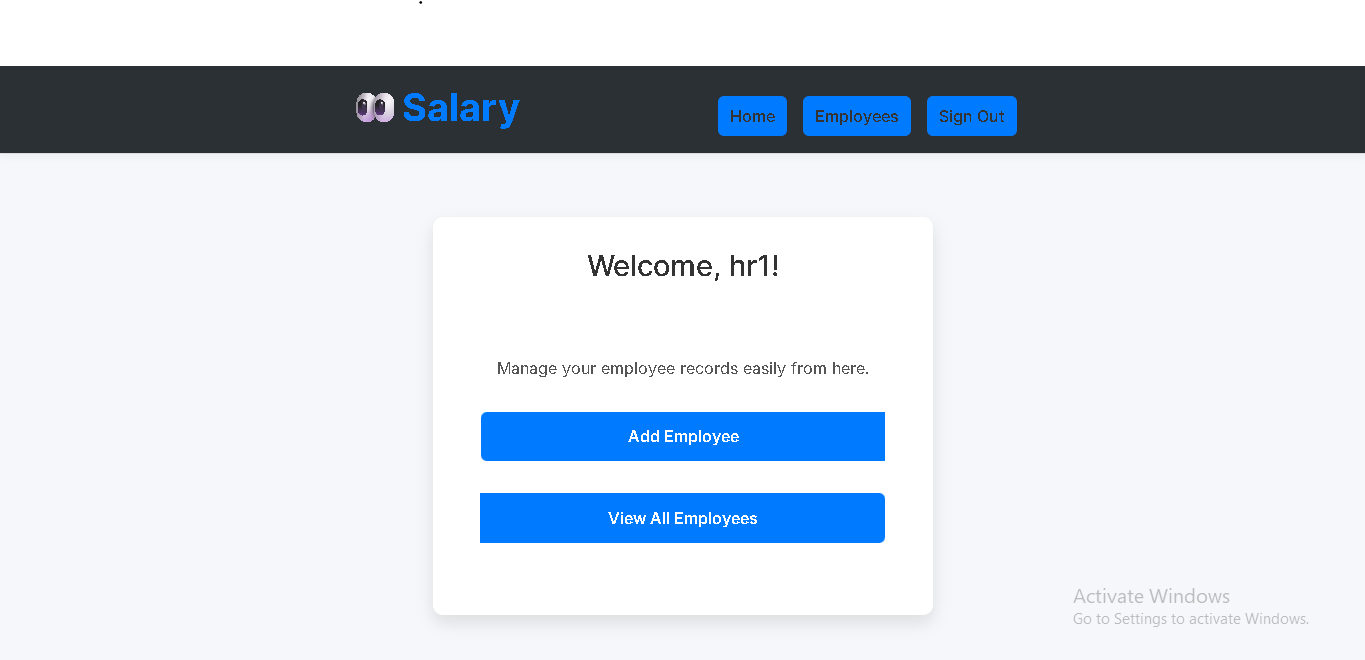 👀 Salary
Home
Employees
Sign Out
Welcome, hr1!
Manage your employee records easily from here.
Add Employee
View All Employees
Activate Windows
Go to Settings to activate Windows.